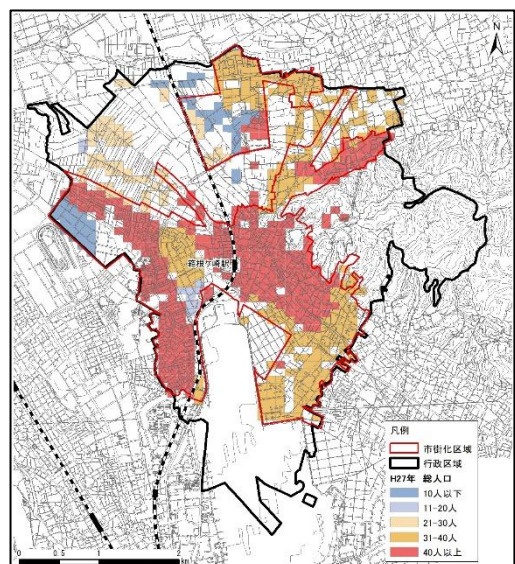 N
箱根ケ崎駅
凡例
市街化区域
行政区域
H27年 総人口
10人以下
11-20人
21-30人
31-40人
40人以上
0 0.5 1 2